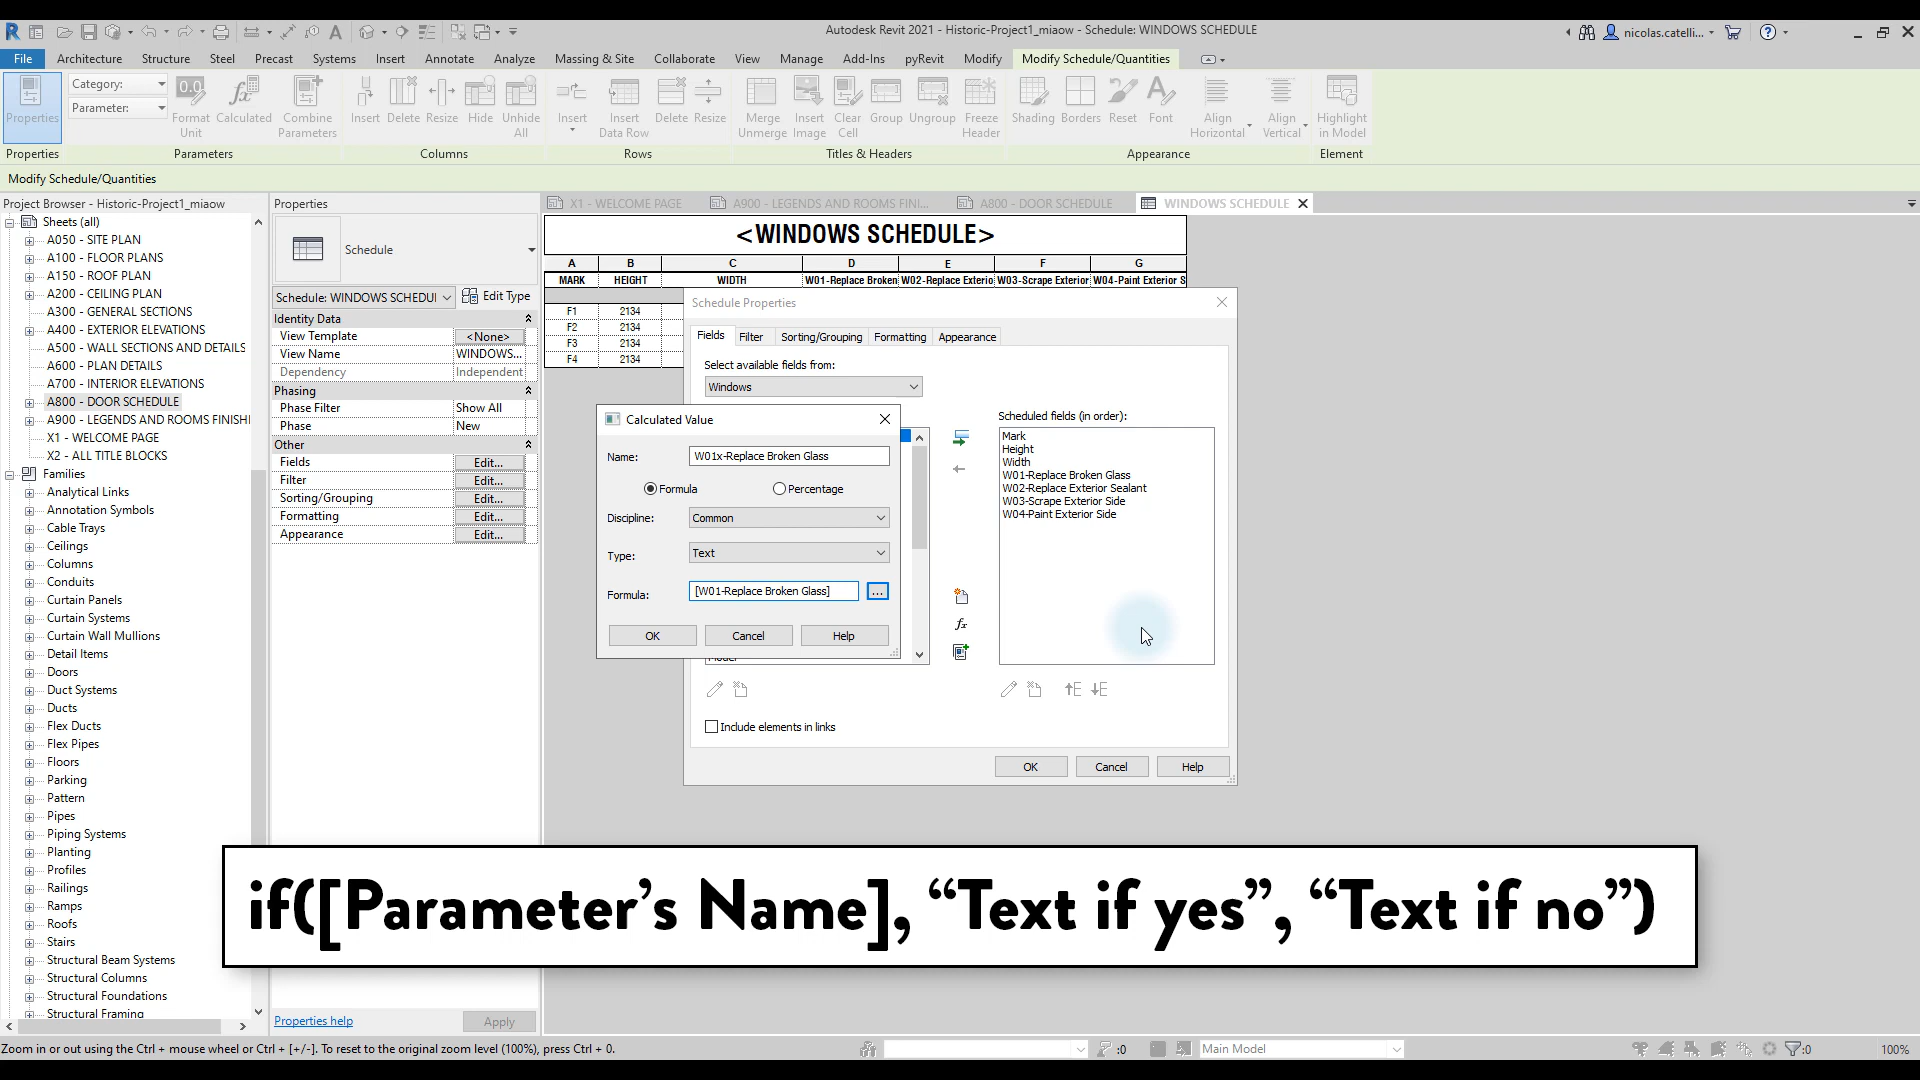 Autodesk Revit 2021 - Historic-Project1_miaow - Schedule: WINDOWS SCHEDULE
nicolas.catelli...
File Architecture Structure Steel Precast Systems Insert Annotate Analyze Massing & Site Collaborate View Manage Add-Ins pyRevit Modify Modify Schedule/Quantities
Category:
Parameter:
Properties
Format Unit
Calculated
Combine Parameters
Insert
Delete
Resize
Hide
Unhide All
Insert
Insert Data Row
Delete
Resize
Merge Unmerge
Insert Image
Clear Cell
Group
Ungroup
Freeze Header
Shading
Borders
Reset
Font
Align Horizontal
Align Vertical
Highlight in Model
Properties Parameters Columns Rows Titles & Headers Appearance Element
Modify Schedule/Quantities
Project Browser - Historic-Project1_miaow
Sheets (all)
A050 - SITE PLAN
A100 - FLOOR PLANS
A150 - ROOF PLAN
A200 - CEILING PLAN
A300 - GENERAL SECTIONS
A400 - EXTERIOR ELEVATIONS
A500 - WALL SECTIONS AND DETAILS
A600 - PLAN DETAILS
A700 - INTERIOR ELEVATIONS
A800 - DOOR SCHEDULE
A900 - LEGENDS AND ROOMS FINISH
X1 - WELCOME PAGE
X2 - ALL TITLE BLOCKS
Families
Analytical Links
Annotation Symbols
Cable Trays
Ceilings
Columns
Conduits
Curtain Panels
Curtain Systems
Curtain Wall Mullions
Detail Items
Doors
Duct Systems
Ducts
Flex Ducts
Flex Pipes
Floors
Parking
Pattern
Pipes
Piping Systems
Planting
Profiles
Railings
Ramps
Roofs
Stairs
Structural Beam Systems
Structural Columns
Structural Foundations
Structural Framing
Properties
Schedule
Schedule: WINDOWS SCHEDUI
Edit Type
Identity Data
View Template <None>
View Name WINDOWS...
Dependency Independent
Phasing
Phase Filter Show All
Phase New
Other
Fields Edit...
Filter Edit...
Sorting/Grouping Edit...
Formatting Edit...
Appearance Edit...
Properties help
Apply
X1 - WELCOME PAGE
A900 - LEGENDS AND ROOMS FINI...
A800 - DOOR SCHEDULE
WINDOWS SCHEDULE
<WINDOWS SCHEDULE>
A B C D E F G
MARK HEIGHT WIDTH W01-Replace Broken W02-Replace Exterio W03-Scrape Exterior W04-Paint Exterior S
F1 2134
F2 2134
F3 2134
F4 2134
Schedule Properties
Fields Filter Sorting/Grouping Formatting Appearance
Select available fields from:
Windows
Scheduled fields (in order):
Mark
Height
Width
W01-Replace Broken Glass
W02-Replace Exterior Sealant
W03-Scrape Exterior Side
W04-Paint Exterior Side
Include elements in links
OK Cancel Help
Calculated Value
Name: W01x-Replace Broken Glass
Formula Percentage
Discipline: Common
Type: Text
Formula: [W01-Replace Broken Glass] ...
OK Cancel Help
if([Parameter’s Name], “Text if yes”, “Text if no”)
Zoom in or out using the Ctrl + mouse wheel or Ctrl + [+/-]. To reset to the original zoom level (100%), press Ctrl + 0.
:0
Main Model
:0
100%